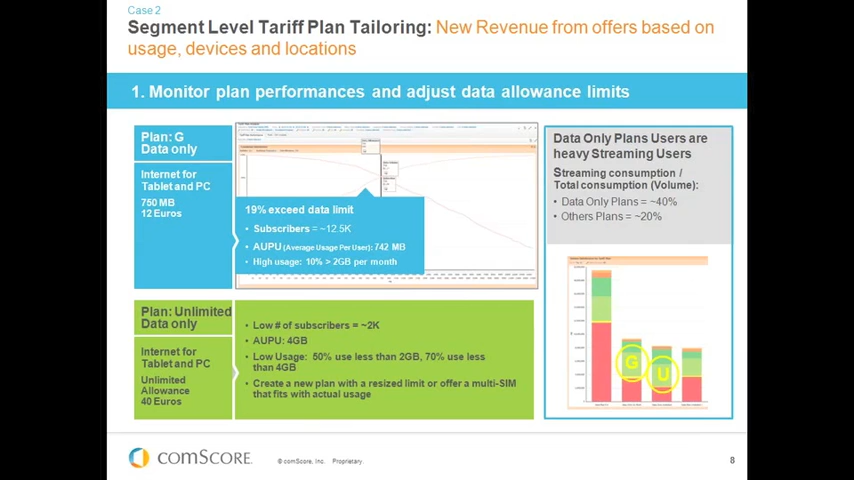 Case 2
Segment Level Tariff Plan Tailoring: New Revenue from offers based on
usage, devices and locations
1. Monitor plan performances and adjust data allowance limits
Plan: G
Data only
Internet for
Tablet and PC
750 MB
12 Euros
19% exceed data limit
• Subscribers = ~12.5K
• AUPU (Average Usage Per User): 742 MB
• High usage: 10% > 2GB per month
Plan: Unlimited
Data only
Internet for
Tablet and PC
Unlimited
Allowance
40 Euros
• Low # of subscribers = ~2K
• AUPU: 4GB
• Low Usage: 50% use less than 2GB, 70% use less
than 4GB
• Create a new plan with a resized limit or offer a multi-SIM
that fits with actual usage
Data Only Plans Users are
heavy Streaming Users
Streaming consumption /
Total consumption (Volume):
• Data Only Plans = ~40%
• Others Plans = ~20%
G
U
comScore.
© comScore, Inc. Proprietary.
8